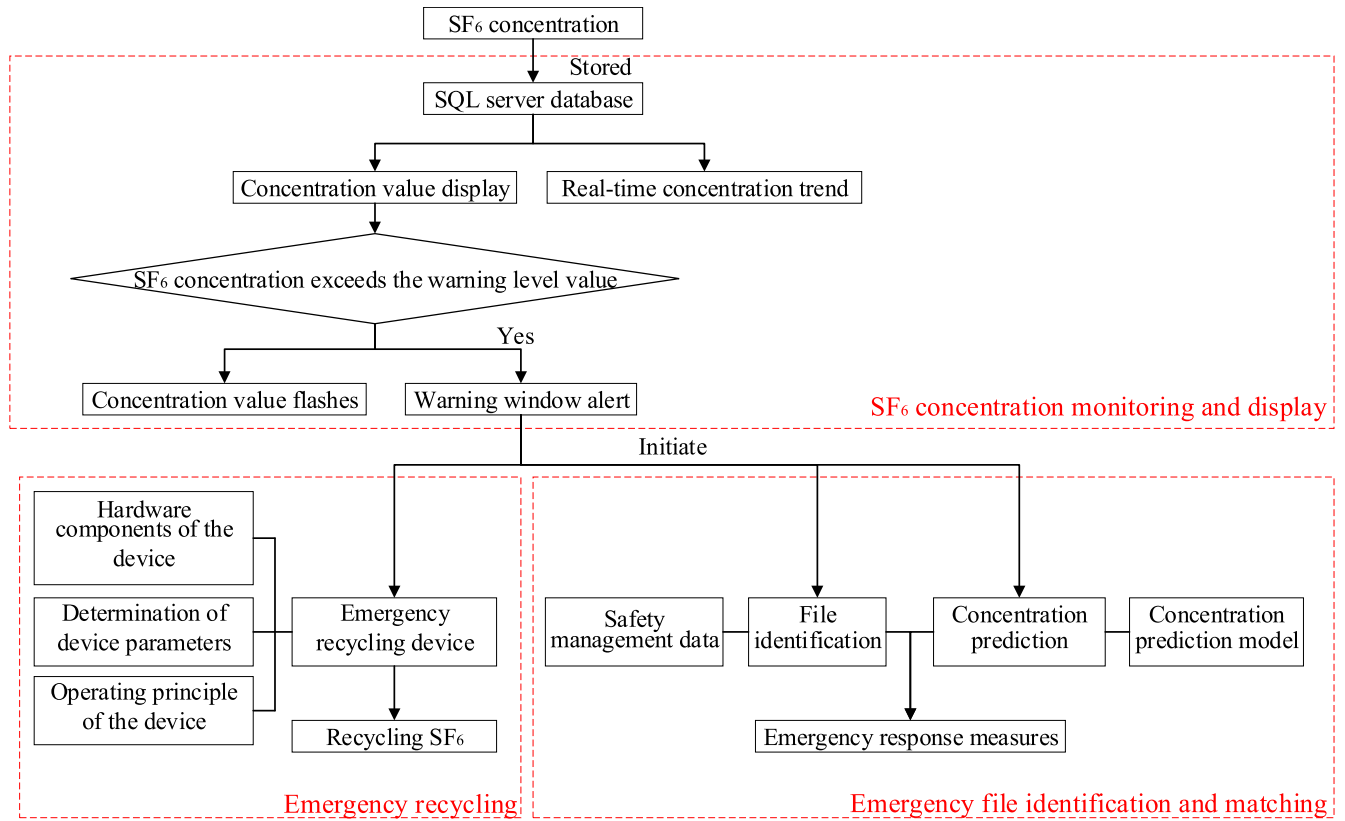 SF₆ concentration
Stored
SQL server database
Concentration value display
Real-time concentration trend
SF₆ concentration exceeds the warning level value
Yes
Concentration value flashes
Warning window alert
SF₆ concentration monitoring and display
Initiate
Hardware
components of the
device
Determination of
device parameters
Operating principle
of the device
Emergency
recycling device
Recycling SF₆
Emergency recycling
Safety
management data
File
identification
Concentration
prediction
Concentration
prediction model
Emergency response measures
Emergency file identification and matching